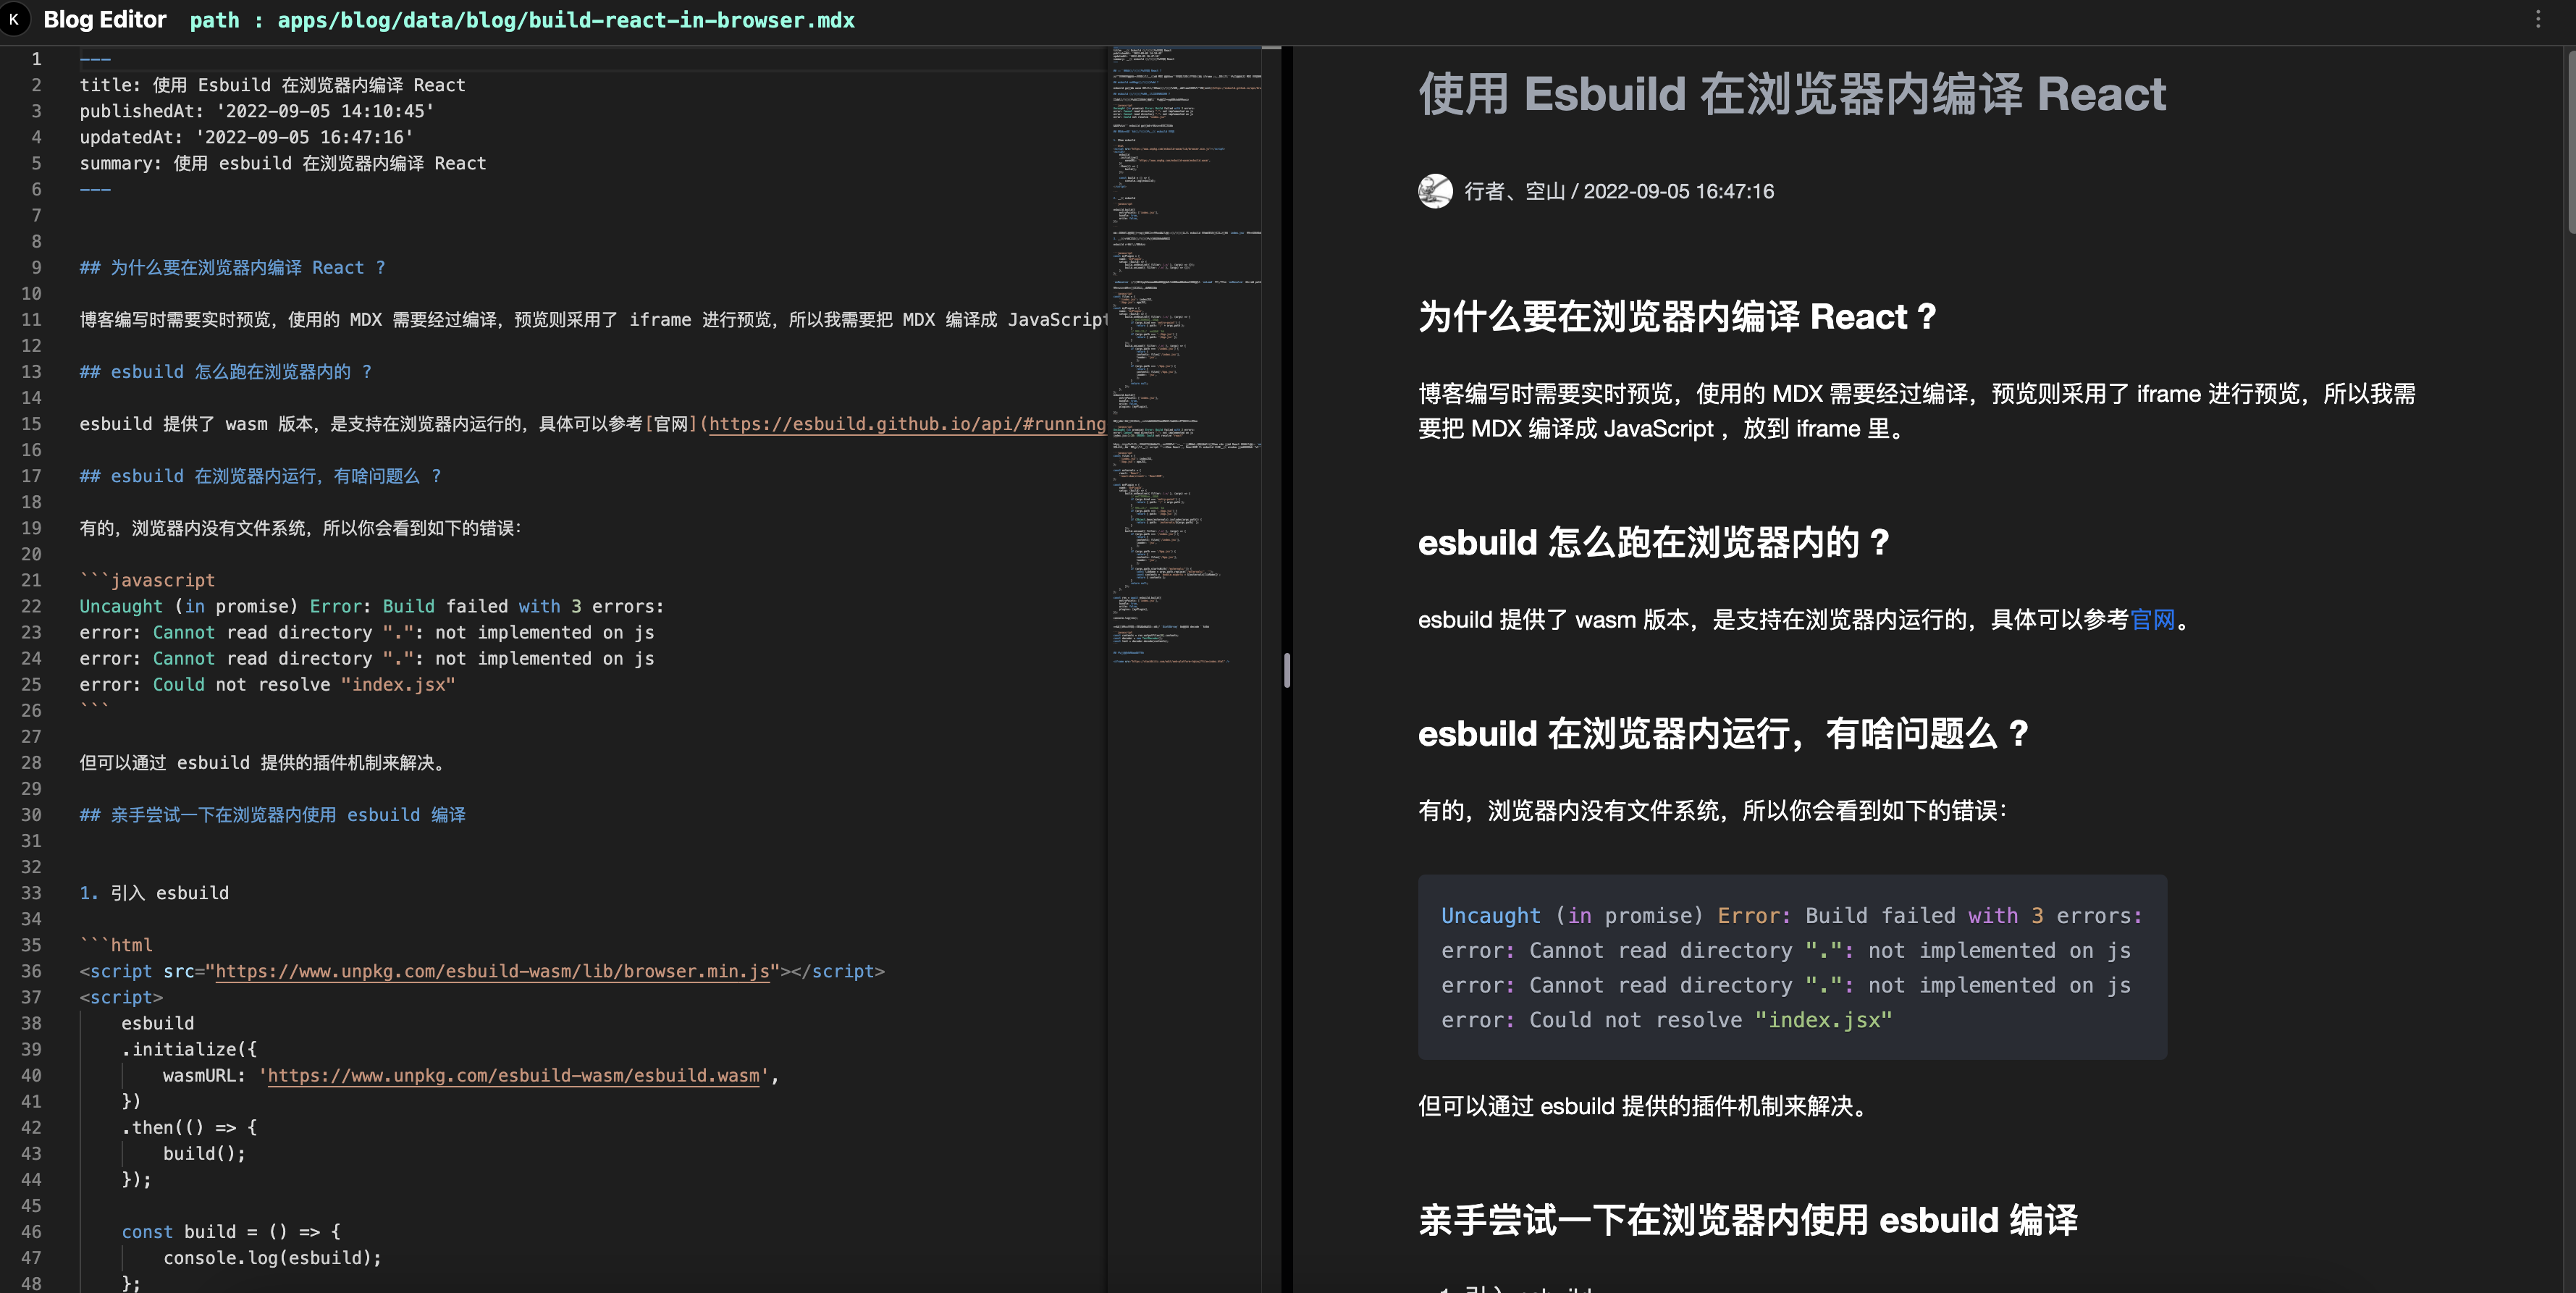 K Blog Editor path : apps/blog/data/blog/build-react-in-browser.mdx
1 ---
2 title: 使用 Esbuild 在浏览器内编译 React
3 publishedAt: '2022-09-05 14:10:45'
4 updatedAt: '2022-09-05 16:47:16'
5 summary: 使用 esbuild 在浏览器内编译 React
6 ---
7
8
9 ## 为什么要在浏览器内编译 React ?
10
11 博客编写时需要实时预览，使用的 MDX 需要经过编译，预览则采用了 iframe 进行预览，所以我需要把 MDX 编译成 JavaScript
12
13 ## esbuild 怎么跑在浏览器内的 ?
14
15 esbuild 提供了 wasm 版本，是支持在浏览器内运行的，具体可以参考[官网](https://esbuild.github.io/api/#running
16
17 ## esbuild 在浏览器内运行，有啥问题么 ?
18
19 有的，浏览器内没有文件系统，所以你会看到如下的错误：
20
21 ```javascript
22 Uncaught (in promise) Error: Build failed with 3 errors:
23 error: Cannot read directory ".": not implemented on js
24 error: Cannot read directory ".": not implemented on js
25 error: Could not resolve "index.jsx"
26 ```
27
28 但可以通过 esbuild 提供的插件机制来解决。
29
30 ## 亲手尝试一下在浏览器内使用 esbuild 编译
31
32
33 1. 引入 esbuild
34
35 ```html
36 <script src="https://www.unpkg.com/esbuild-wasm/lib/browser.min.js"></script>
37 <script>
38 esbuild
39 .initialize({
40 wasmURL: 'https://www.unpkg.com/esbuild-wasm/esbuild.wasm',
41 })
42 .then(() => {
43 build();
44 });
45
46 const build = () => {
47 console.log(esbuild);
48 };
使用 Esbuild 在浏览器内编译 React
行者、空山 / 2022-09-05 16:47:16
为什么要在浏览器内编译 React ?
博客编写时需要实时预览，使用的 MDX 需要经过编译，预览则采用了 iframe 进行预览，所以我需
要把 MDX 编译成 JavaScript ，放到 iframe 里。
esbuild 怎么跑在浏览器内的 ?
esbuild 提供了 wasm 版本，是支持在浏览器内运行的，具体可以参考官网。
esbuild 在浏览器内运行，有啥问题么 ?
有的，浏览器内没有文件系统，所以你会看到如下的错误：
Uncaught (in promise) Error: Build failed with 3 errors:
error: Cannot read directory ".": not implemented on js
error: Cannot read directory ".": not implemented on js
error: Could not resolve "index.jsx"
但可以通过 esbuild 提供的插件机制来解决。
亲手尝试一下在浏览器内使用 esbuild 编译
1. 引入 esbuild